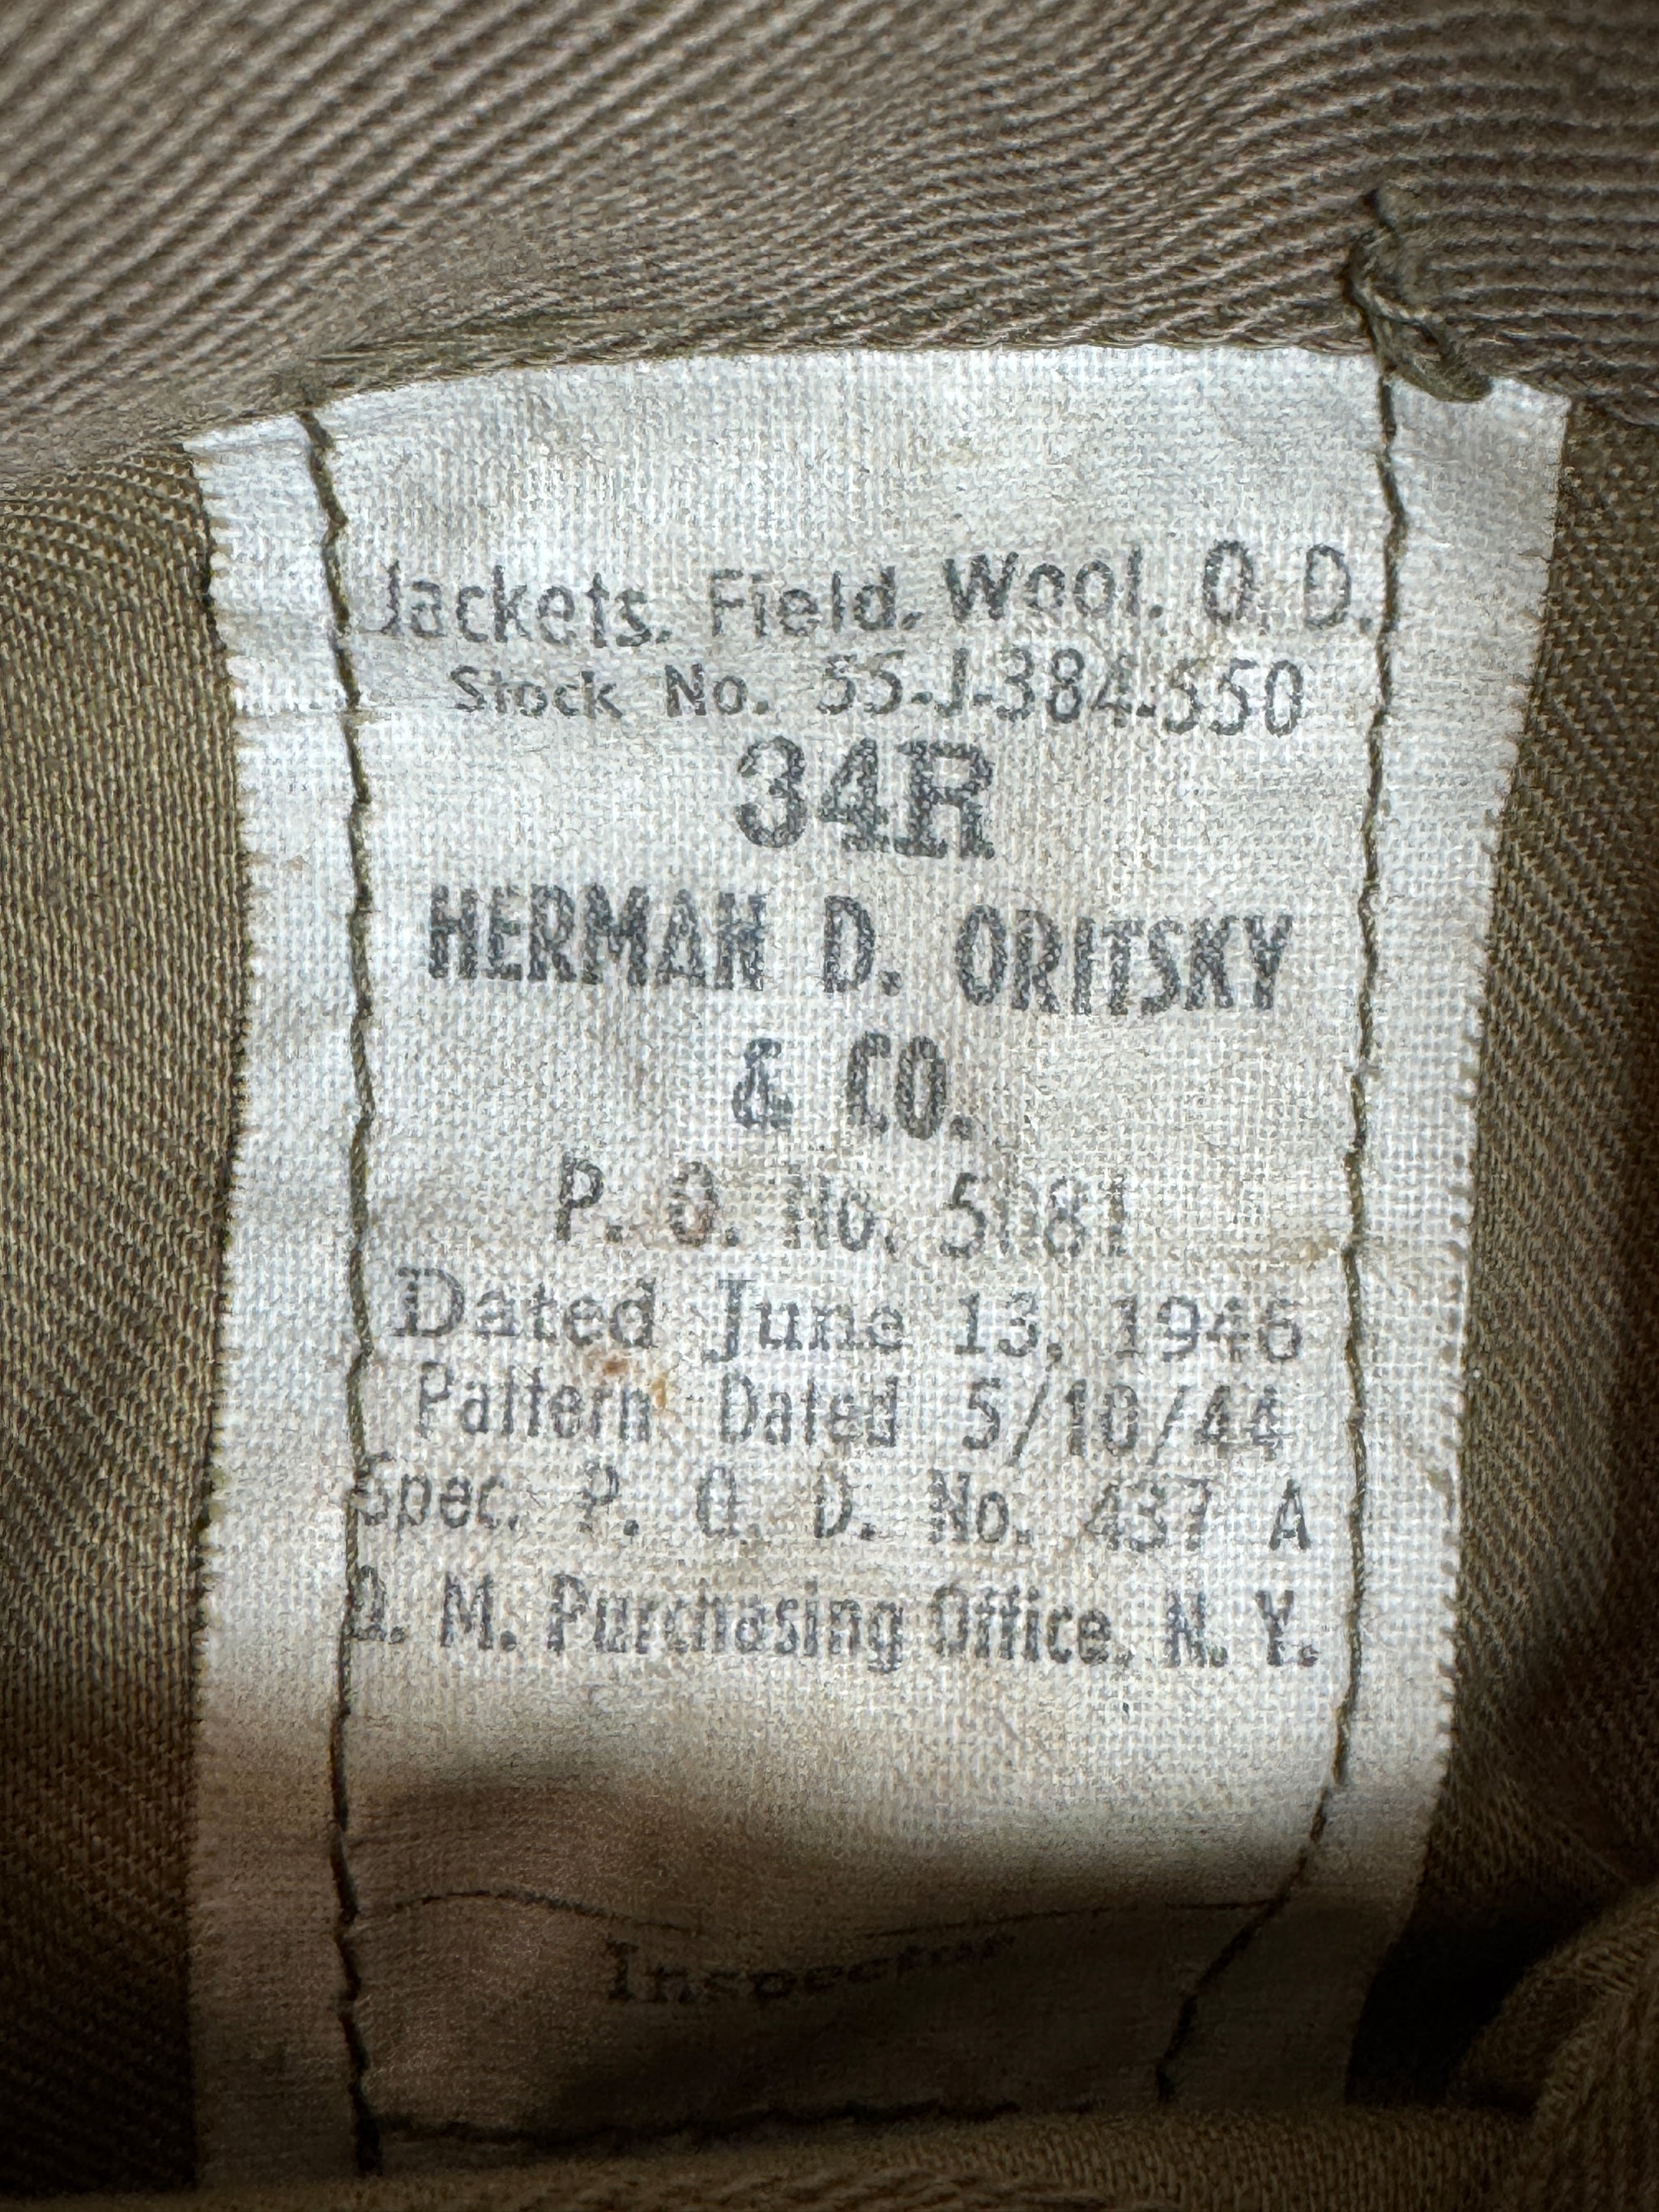 Jackets. Field. Wool. O. D.
Stock No. 55-J-384-550
34R
HERMAN D. ORITSKY
& CO.
P. O. No. 5081
Dated June 13, 1946
Pattern Dated 5/10/44
Spec. P. Q. D. No. 437 A
Q. M. Purchasing Office, N. Y.
Inspector